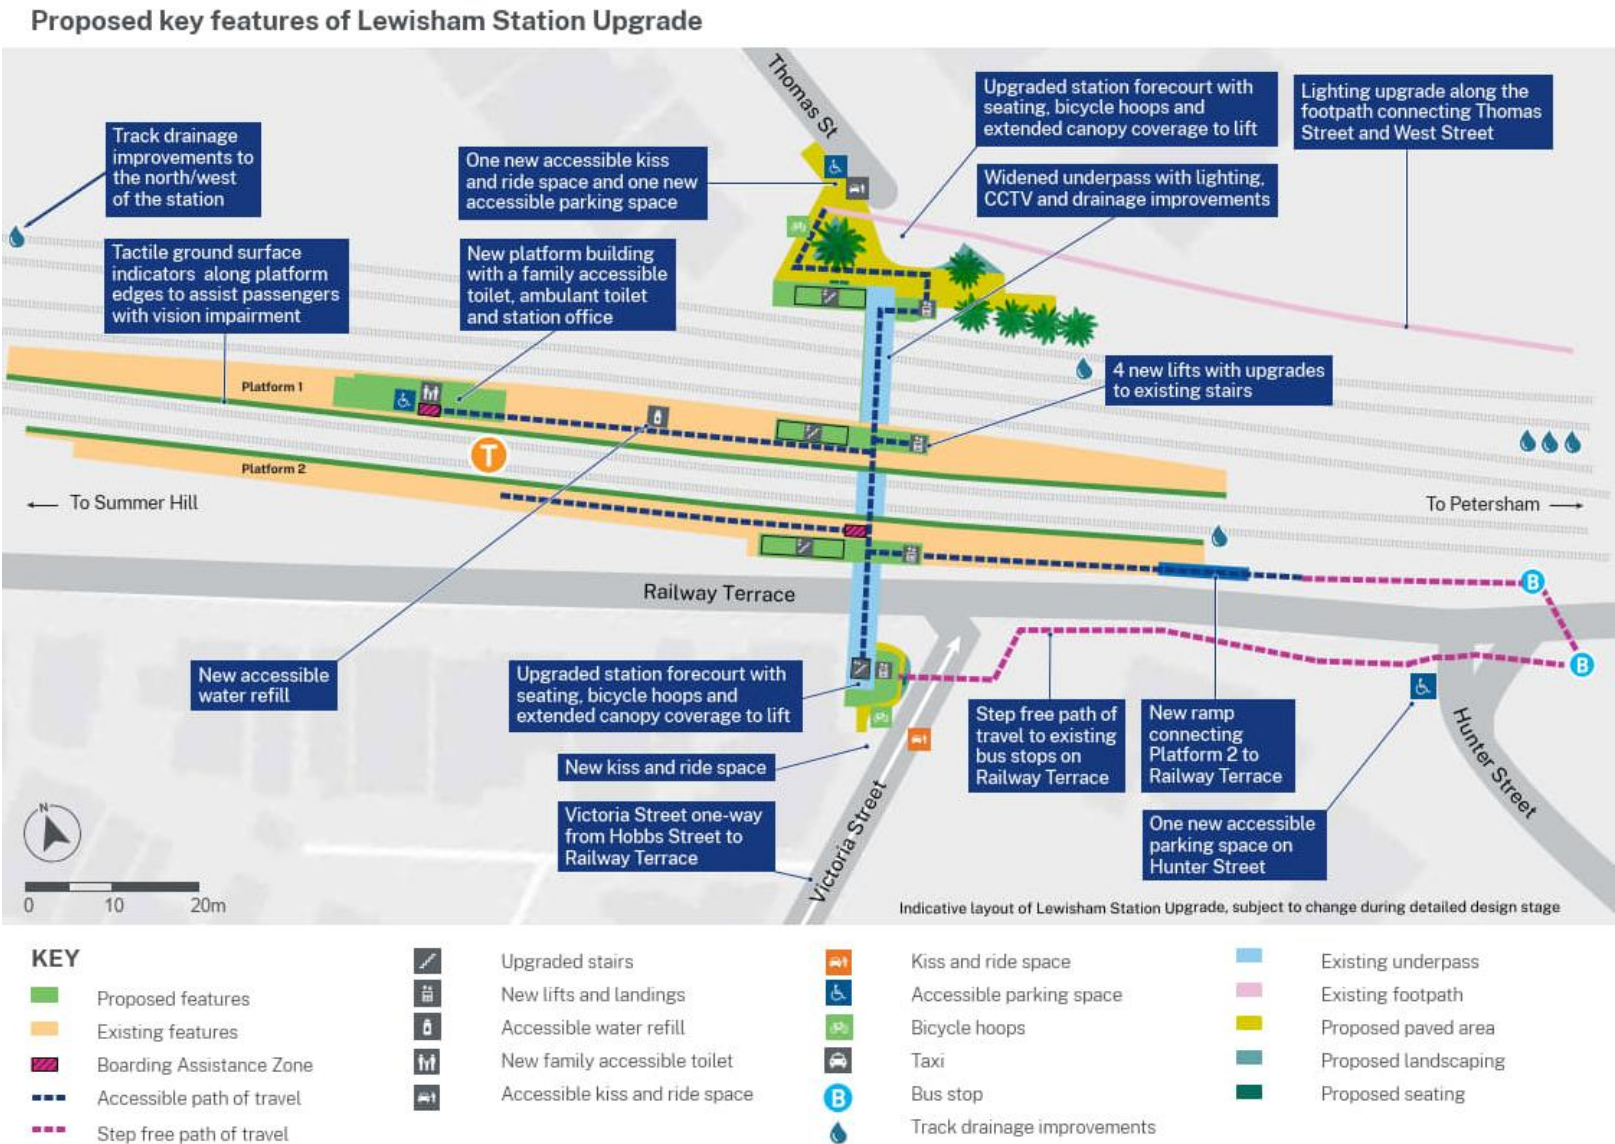 Proposed key features of Lewisham Station Upgrade
Thomas St
Upgraded station forecourt with
seating, bicycle hoops and
extended canopy coverage to lift
Lighting upgrade along the
footpath connecting Thomas
Street and West Street
Track drainage
improvements to
the north/west
of the station
One new accessible kiss
and ride space and one new
accessible parking space
Widened underpass with lighting,
CCTV and drainage improvements
Tactile ground surface
indicators along platform
edges to assist passengers
with vision impairment
New platform building
with a family accessible
toilet, ambulant toilet
and station office
4 new lifts with upgrades
to existing stairs
Platform 1
T
Platform 2
To Summer Hill
To Petersham
Railway Terrace
B
B
New accessible
water refill
Upgraded station forecourt with
seating, bicycle hoops and
extended canopy coverage to lift
Step free path of
travel to existing
bus stops on
Railway Terrace
New ramp
connecting
Platform 2 to
Railway Terrace
Hunter Street
New kiss and ride space
Victoria Street one-way
from Hobbs Street to
Railway Terrace
Victoria Street
One new accessible
parking space on
Hunter Street
N
0 10 20m
Indicative layout of Lewisham Station Upgrade, subject to change during detailed design stage
KEY
Proposed features
Existing features
Boarding Assistance Zone
Accessible path of travel
Step free path of travel
Upgraded stairs
New lifts and landings
Accessible water refill
New family accessible toilet
Accessible kiss and ride space
Kiss and ride space
Accessible parking space
Bicycle hoops
Taxi
B Bus stop
Track drainage improvements
Existing underpass
Existing footpath
Proposed paved area
Proposed landscaping
Proposed seating